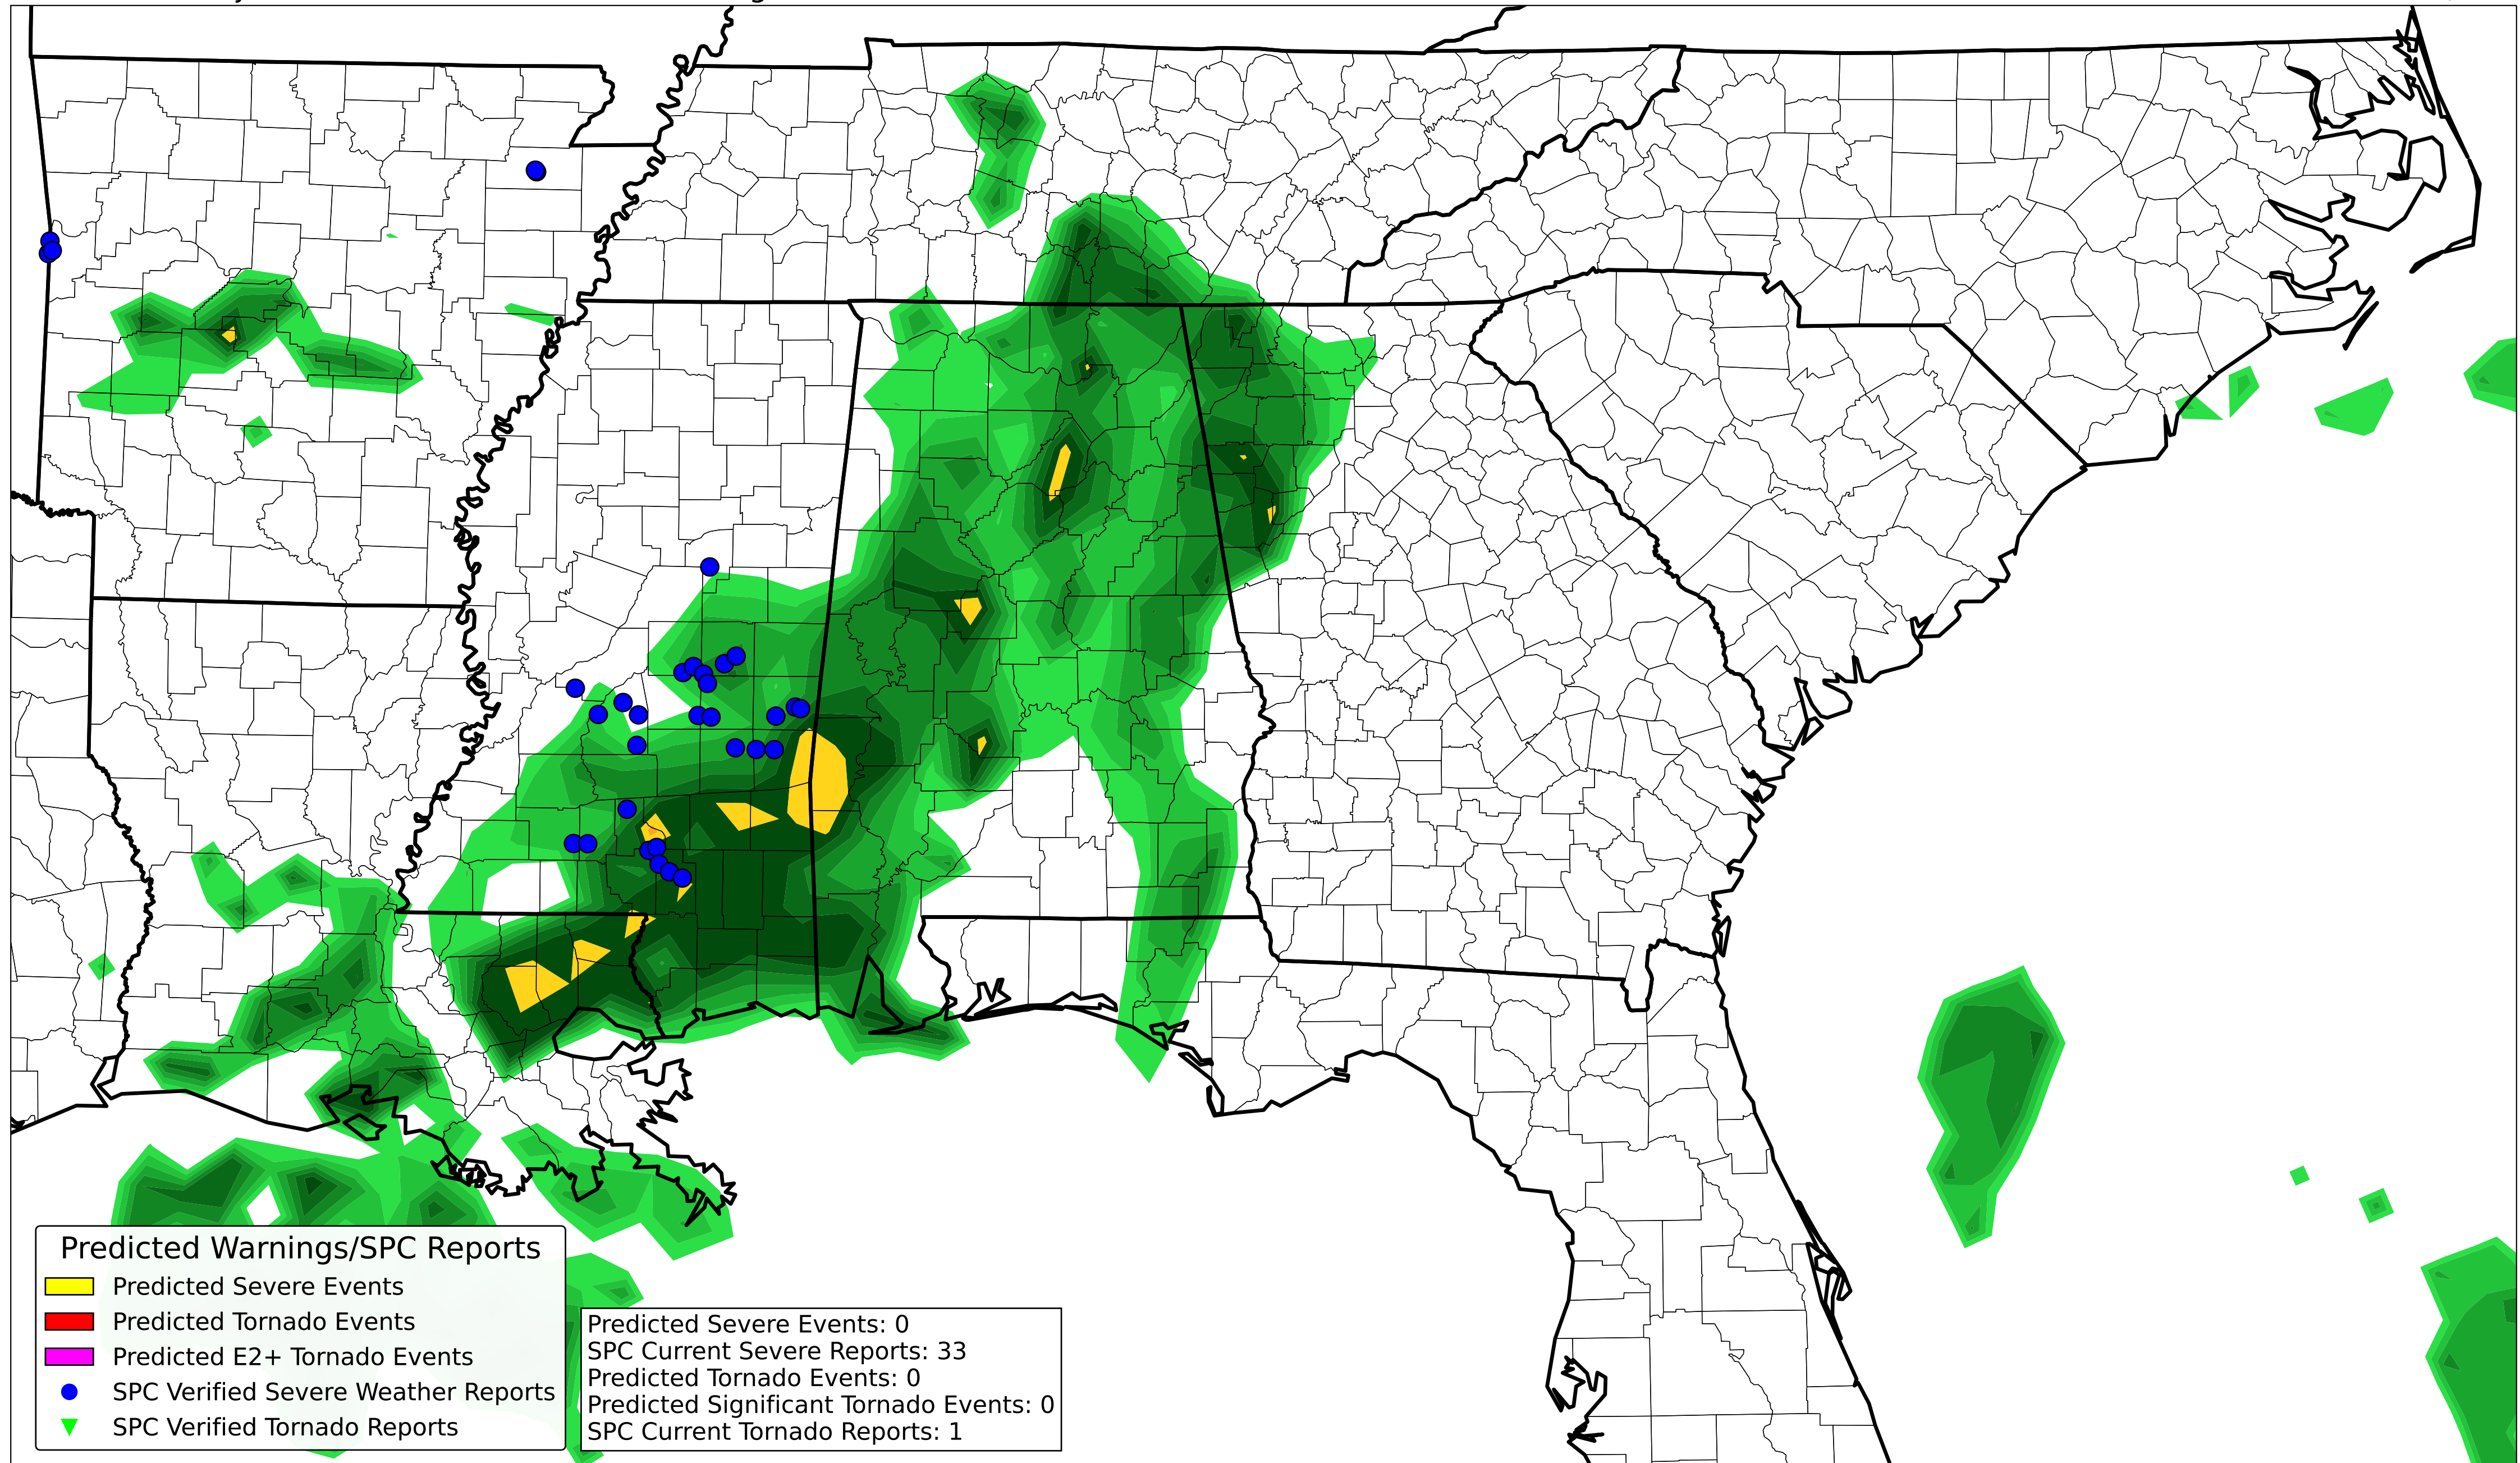 Predicted Warnings/SPC Reports
Predicted Severe Events
Predicted Tornado Events
Predicted E2+ Tornado Events
SPC Verified Severe Weather Reports
SPC Verified Tornado Reports
Predicted Severe Events: 0
SPC Current Severe Reports: 33
Predicted Tornado Events: 0
Predicted Significant Tornado Events: 0
SPC Current Tornado Reports: 1